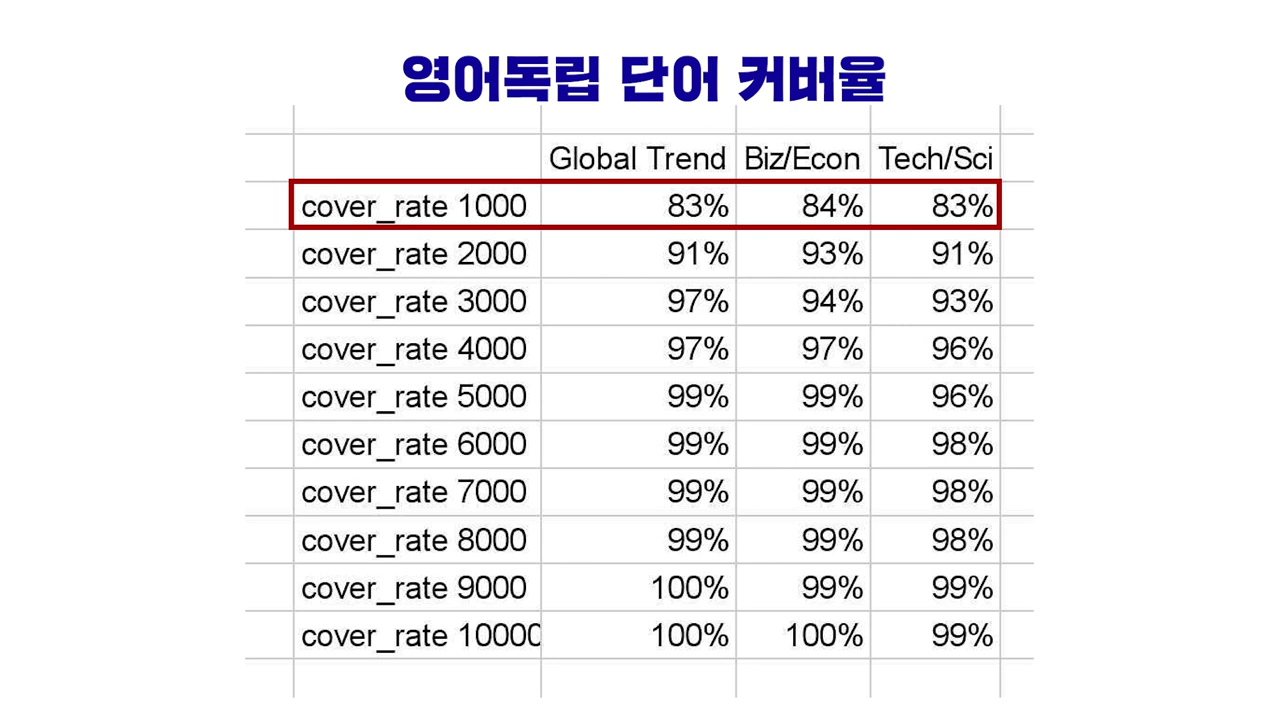 영어독립 단어 커버율
Global Trend Biz/Econ Tech/Sci
cover_rate 1000 83% 84% 83%
cover_rate 2000 91% 93% 91%
cover_rate 3000 97% 94% 93%
cover_rate 4000 97% 97% 96%
cover_rate 5000 99% 99% 96%
cover_rate 6000 99% 99% 98%
cover_rate 7000 99% 99% 98%
cover_rate 8000 99% 99% 98%
cover_rate 9000 100% 99% 99%
cover_rate 10000 100% 100% 99%